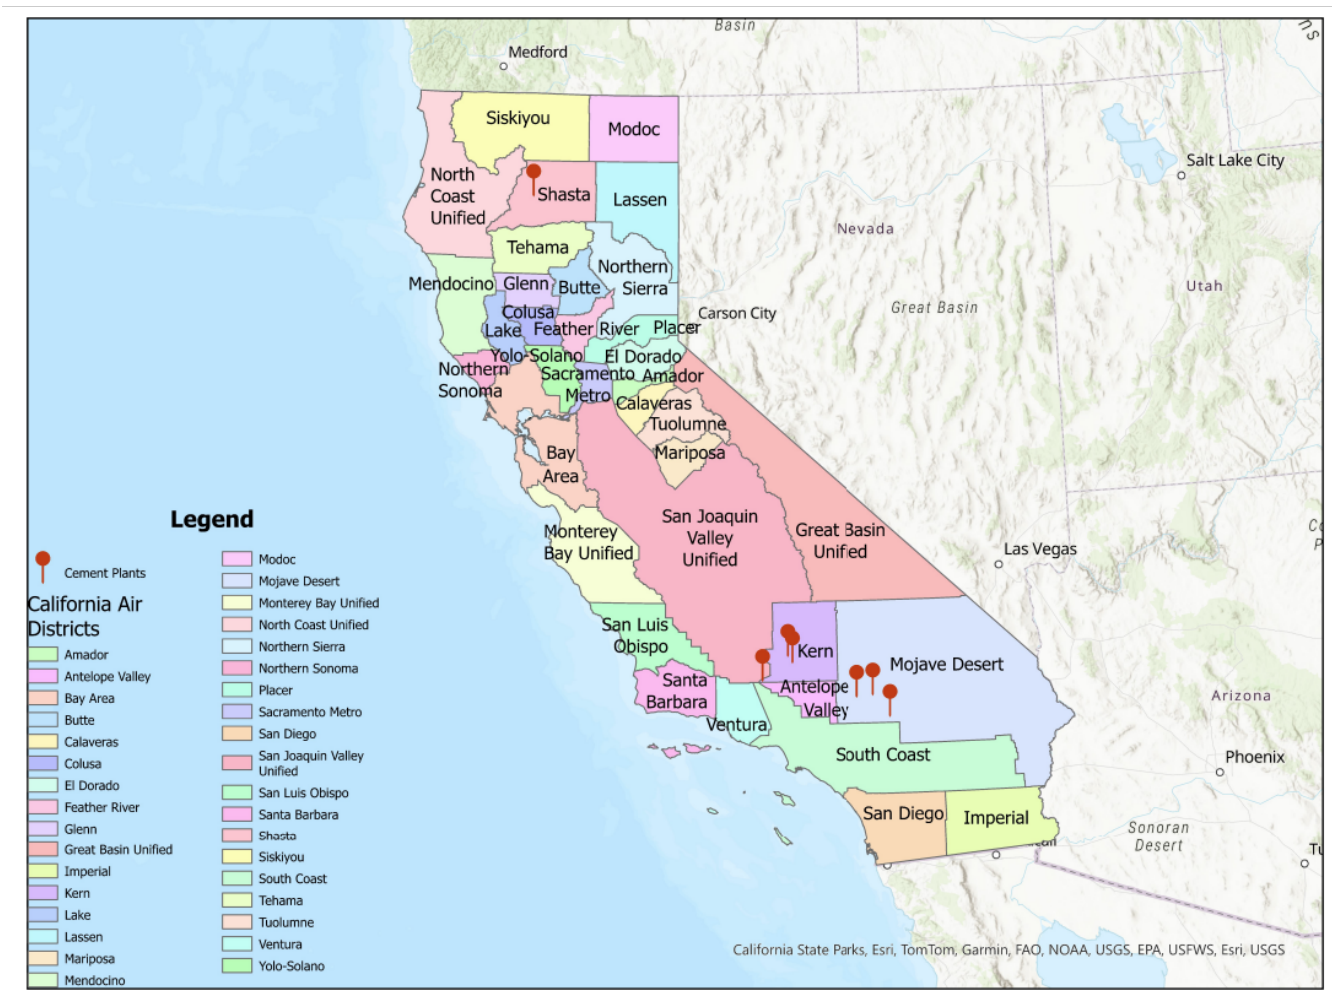 Basin
Medford
Siskiyou
Modoc
Salt Lake City
North
Coast
Unified
Shasta
Lassen
Nevada
Tehama
Northern
Sierra
Mendocino
Glenn
Butte
Utah
Great Basin
Colusa
Carson City
Lake
Feather River
Placer
Yolo-Solano
El Dorado
Northern
Sonoma
Sacramento
Metro
Amador
Calaveras
Tuolumne
Bay
Area
Mariposa
San Joaquin
Valley
Unified
Great Basin
Unified
Monterey
Bay Unified
Las Vegas
San Luis
Obispo
Kern
Mojave Desert
Santa
Barbara
Antelope
Valley
Arizona
Ventura
South Coast
Phoenix
San Diego
Imperial
Sonoran
Desert
Legend
Cement Plants
California Air
Districts
Amador
Antelope Valley
Bay Area
Butte
Calaveras
Colusa
El Dorado
Feather River
Glenn
Great Basin Unified
Imperial
Kern
Lake
Lassen
Mariposa
Mendocino
Modoc
Mojave Desert
Monterey Bay Unified
North Coast Unified
Northern Sierra
Northern Sonoma
Placer
Sacramento Metro
San Diego
San Joaquin Valley
Unified
San Luis Obispo
Santa Barbara
Shasta
Siskiyou
South Coast
Tehama
Tuolumne
Ventura
Yolo-Solano
California State Parks, Esri, TomTom, Garmin, FAO, NOAA, USGS, EPA, USFWS, Esri, USGS